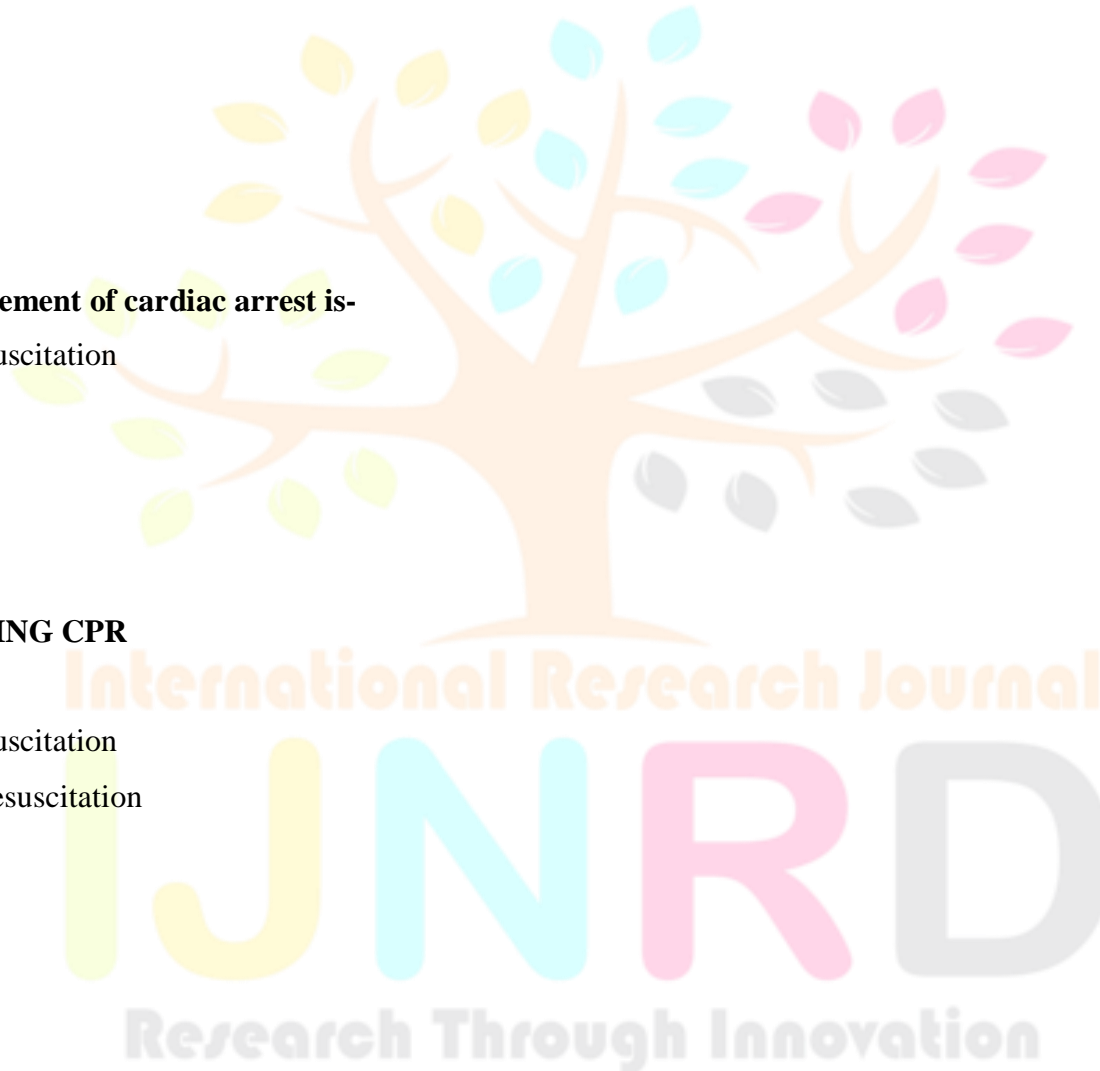 ement of cardiac arrest is-
uscitation
ING CPR
International Research Journal
uscitation
esuscitation
IJNRD
Research Through Innovation